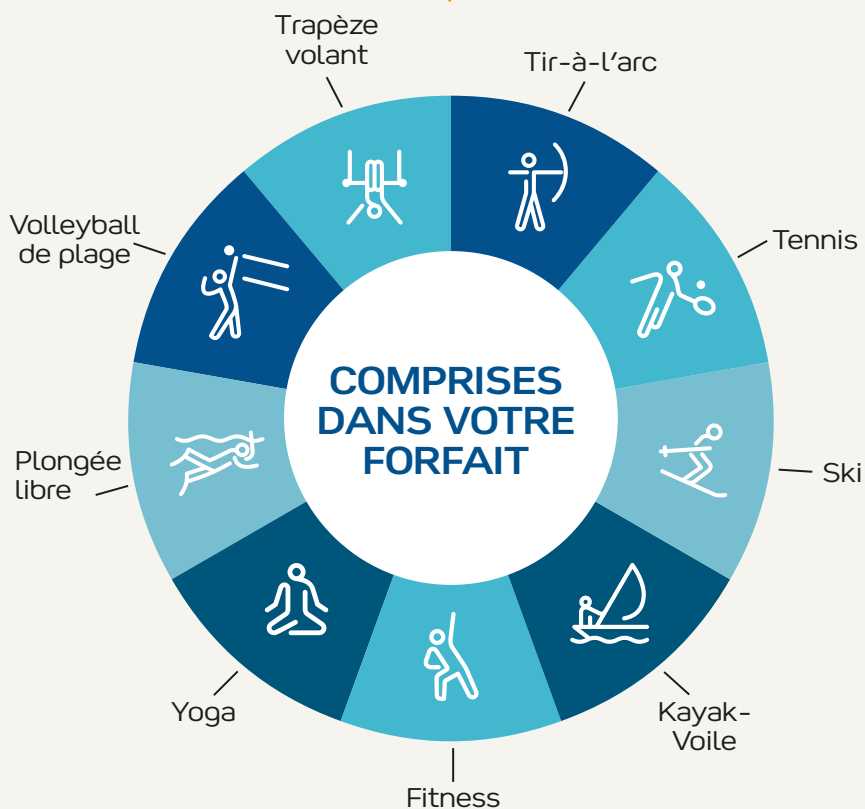 Trapèze
volant
Tir-à-l'arc
Volleyball
de plage
Tennis
COMPRISES
DANS VOTRE
FORFAIT
Plongée
libre
Ski
Yoga
Kayak-
Voile
Fitness